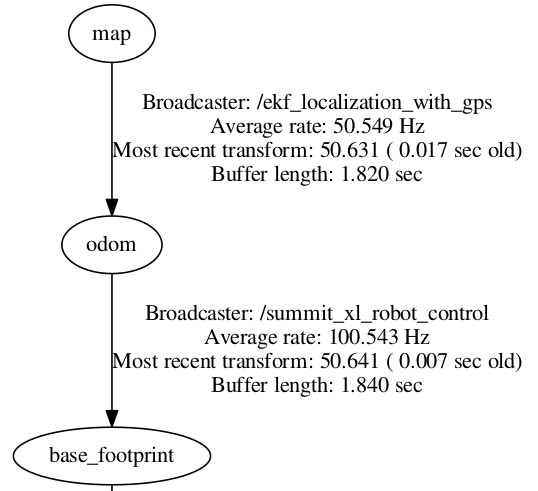 map
Broadcaster: /ekf_localization_with_gps
Average rate: 50.549 Hz
Most recent transform: 50.631 ( 0.017 sec old)
Buffer length: 1.820 sec
odom
Broadcaster: /summit_xl_robot_control
Average rate: 100.543 Hz
Most recent transform: 50.641 ( 0.007 sec old)
Buffer length: 1.840 sec
base_footprint